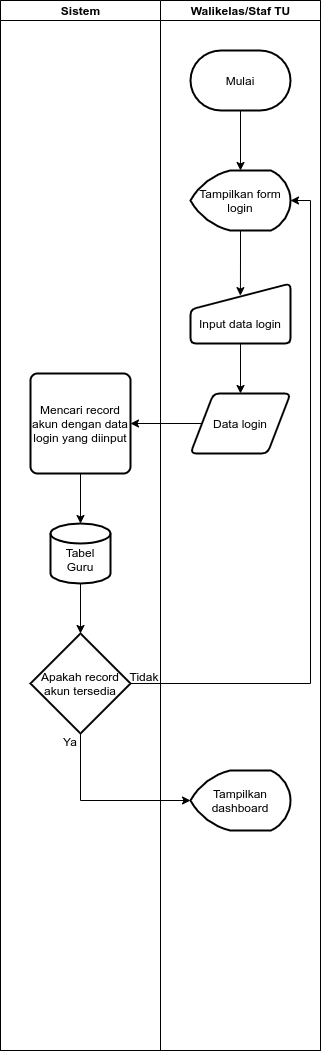 Sistem
Walikelas/Staf TU
Mulai
Tampilkan form
login
Input data login
Data login
Mencari record
akun dengan data
login yang diinput
Tabel
Guru
Apakah record
akun tersedia
Tidak
Ya
Tampilkan
dashboard